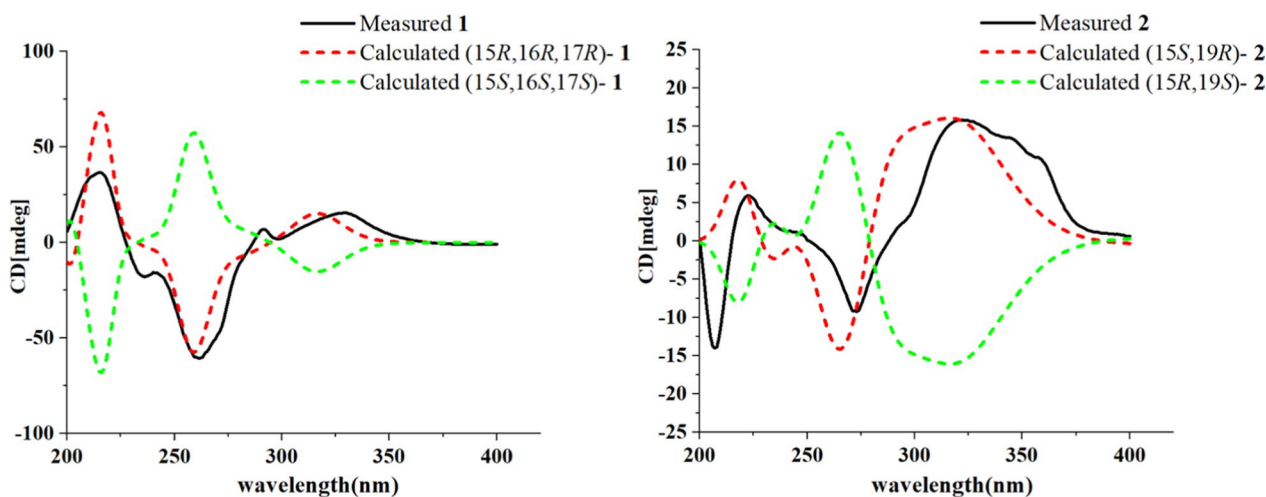 Measured 1
Calculated (15R,16R,17R)- 1
Calculated (15S,16S,17S)- 1
100
50
0
-50
-100
CD[mdeg]
200
250
300
350
400
wavelength(nm)
Measured 2
Calculated (15S,19R)- 2
Calculated (15R,19S)- 2
25
20
15
10
5
0
-5
-10
-15
-20
-25
CD[mdeg]
200
250
300
350
400
wavelength(nm)